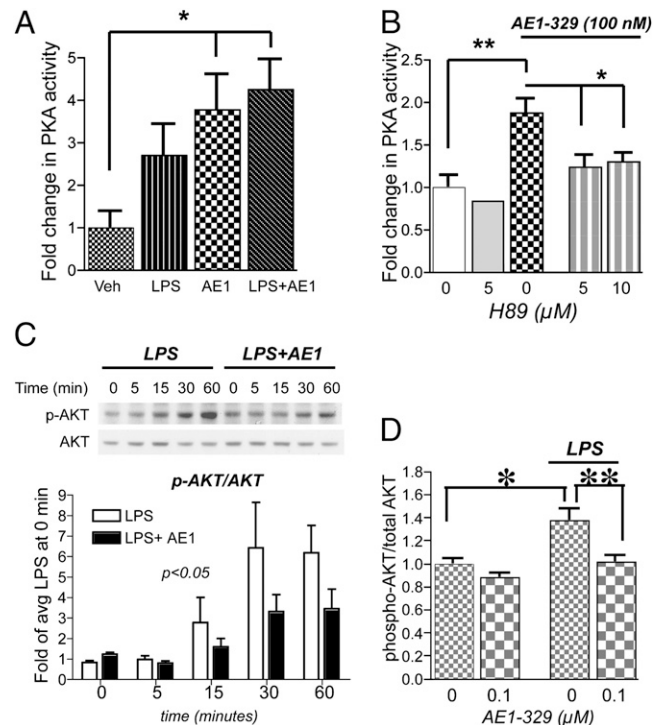 A
*
Fold change in PKA activity
5
4
3
2
1
0
Veh LPS AE1 LPS+AE1
B
AE1-329 (100 nM)
**
*
Fold change in PKA activity
2.5
2.0
1.5
1.0
0.5
0.0
0 5 0 5 10
H89 (µM)
C
LPS LPS+AE1
Time (min) 0 5 15 30 60 0 5 15 30 60
p-AKT
AKT
p-AKT/AKT
Fold of avg LPS at 0 min
9
8
7
6
5
4
3
2
1
0
LPS
LPS+ AE1
p<0.05
0 5 15 30 60
time (minutes)
D
LPS
*
**
phospho-AKT/total AKT
1.8
1.6
1.4
1.2
1.0
0.8
0.6
0.4
0.2
0.0
0 0.1 0 0.1
AE1-329 (µM)